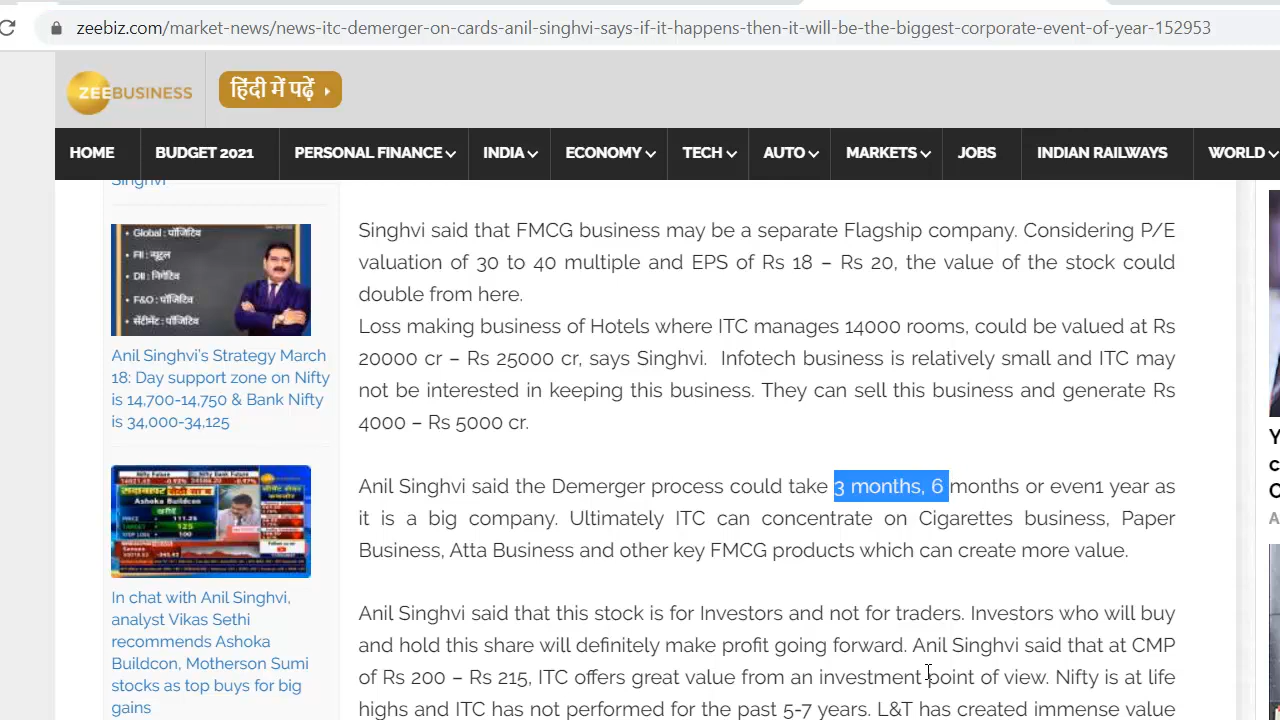 zeebiz.com/market-news/news-itc-demerger-on-cards-anil-singhvi-says-if-it-happens-then-it-will-be-the-biggest-corporate-event-of-year-152953
ZEEBUSINESS
हिंदी में पढ़ें
HOME BUDGET 2021 PERSONAL FINANCE INDIA ECONOMY TECH AUTO MARKETS JOBS INDIAN RAILWAYS WORLD
Singhvi
Global : पॉजिटिव
FII : न्यूट्रल
DII : निगेटिव
F&O : पॉजिटिव
सेंटीमेंट : पॉजिटिव
Anil Singhvi's Strategy March
18: Day support zone on Nifty
is 14,700-14,750 & Bank Nifty
is 34,000-34,125
Nifty Future
Ashoka
Buildcon
111.25
125
100
In chat with Anil Singhvi,
analyst Vikas Sethi
recommends Ashoka
Buildcon, Motherson Sumi
stocks as top buys for big
gains
Singhvi said that FMCG business may be a separate Flagship company. Considering P/E
valuation of 30 to 40 multiple and EPS of Rs 18 – Rs 20, the value of the stock could
double from here.
Loss making business of Hotels where ITC manages 14000 rooms, could be valued at Rs
20000 cr – Rs 25000 cr, says Singhvi. Infotech business is relatively small and ITC may
not be interested in keeping this business. They can sell this business and generate Rs
4000 – Rs 5000 cr.
Anil Singhvi said the Demerger process could take 3 months, 6 months or even1 year as
it is a big company. Ultimately ITC can concentrate on Cigarettes business, Paper
Business, Atta Business and other key FMCG products which can create more value.
Anil Singhvi said that this stock is for Investors and not for traders. Investors who will buy
and hold this share will definitely make profit going forward. Anil Singhvi said that at CMP
of Rs 200 – Rs 215, ITC offers great value from an investment point of view. Nifty is at life
highs and ITC has not performed for the past 5-7 years. L&T has created immense value